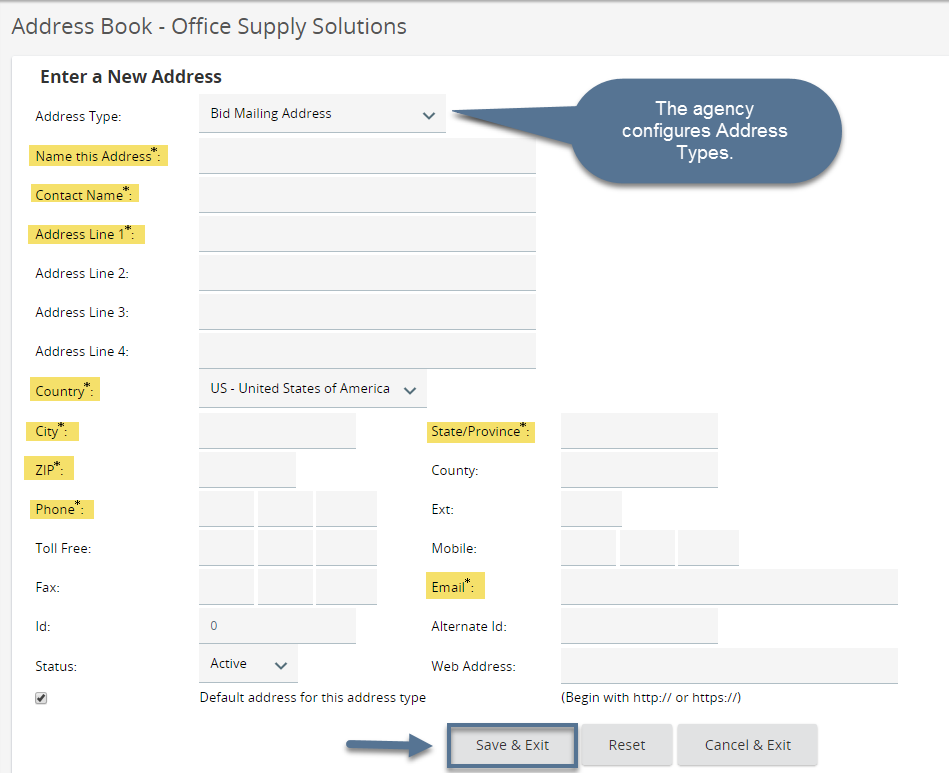 Address Book - Office Supply Solutions
Enter a New Address
Address Type: Bid Mailing Address
The agency
configures Address
Types.
Name this Address*:
Contact Name*:
Address Line 1*:
Address Line 2:
Address Line 3:
Address Line 4:
Country*: US - United States of America
City*: State/Province*:
ZIP*: County:
Phone*: Ext:
Toll Free: Mobile:
Fax: Email*:
Id: 0 Alternate Id:
Status: Active Web Address:
Default address for this address type (Begin with http:// or https://)
Save & Exit Reset Cancel & Exit